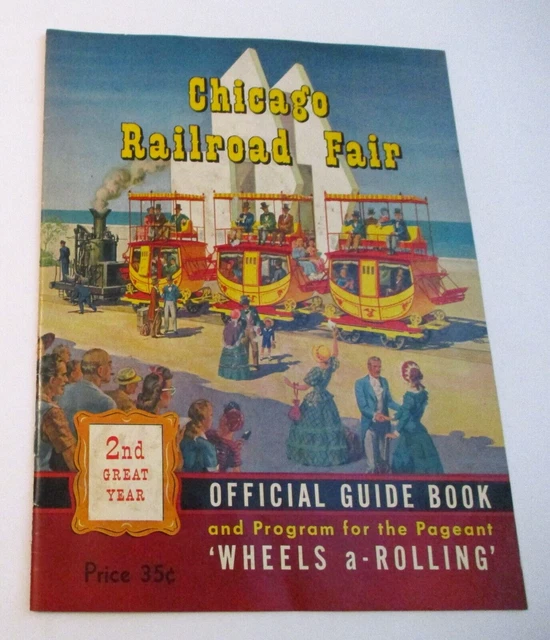 Chicago
Railroad Fair
2nd
GREAT
YEAR
OFFICIAL GUIDE BOOK
and Program for the Pageant
'WHEELS a-ROLLING'
Price 35¢